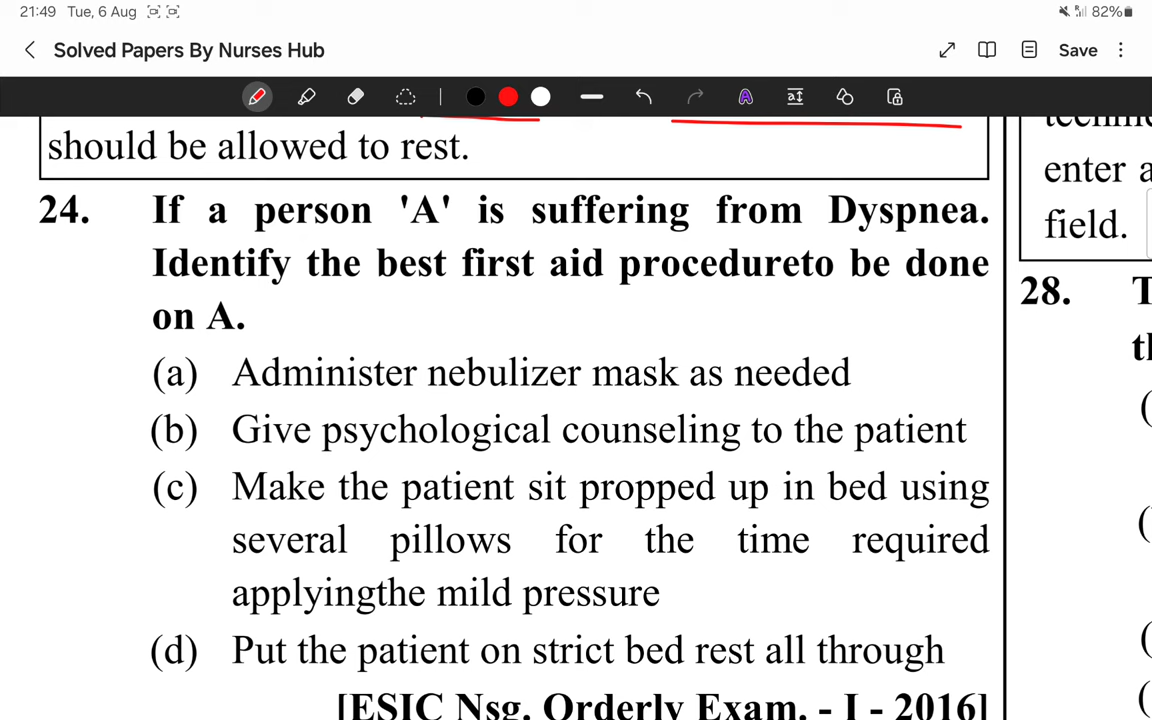 21:49 Tue, 6 Aug
82%
Solved Papers By Nurses Hub
Save
should be allowed to rest.
24. If a person 'A' is suffering from Dyspnea.
Identify the best first aid procedureto be done
on A.
(a) Administer nebulizer mask as needed
(b) Give psychological counseling to the patient
(c) Make the patient sit propped up in bed using
several pillows for the time required
applyingthe mild pressure
(d) Put the patient on strict bed rest all through
[ESIC Nsg. Orderly Exam. - I - 2016]
enter a
field.
28.